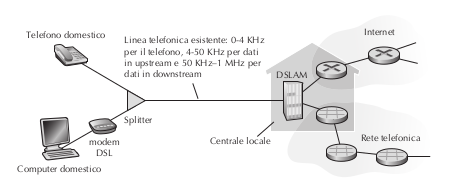 Telefono domestico
Linea telefonica esistente: 0-4 KHz
per il telefono, 4-50 KHz per dati
in upstream e 50 KHz–1 MHz per
dati in downstream
Internet
DSLAM
Splitter
modem
DSL
Centrale locale
Rete telefonica
Computer domestico